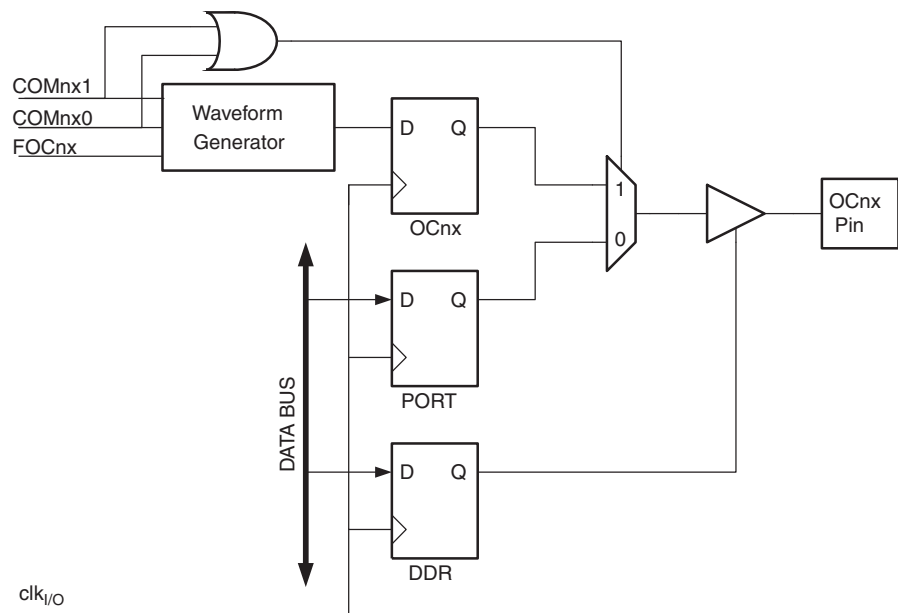 COMnx1
COMnx0
FOCnx
Waveform
Generator
D Q
OCnx
1
0
OCnx
Pin
D Q
PORT
DATA BUS
D Q
DDR
clkI/O